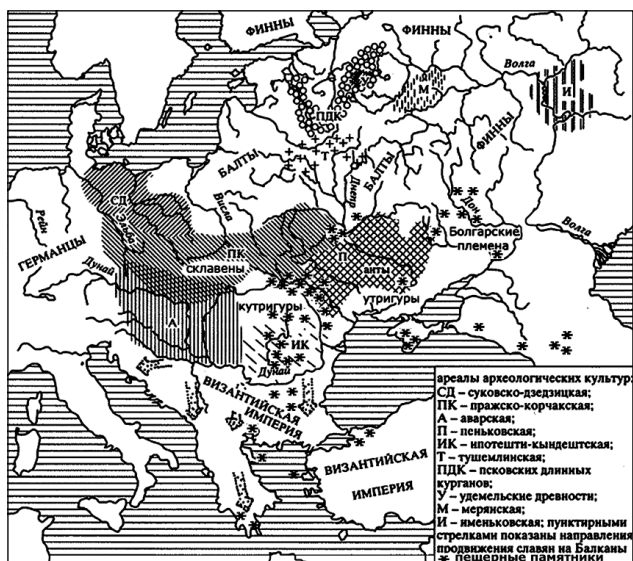 ФИННЫ
ФИННЫ
Волга
И
М
ПДК
ФИННЫ
Т
БАЛТЫ
БАЛТЫ
Днепр
Дон
СД
Эльба
Висла
Рейн
Болгарские
племена
Волга
ГЕРМАНЦЫ
ПК
склавены
П
анты
Дунай
утригуры
кутригуры
А
ИК
Дунай
ВИЗАНТИЙСКАЯ
ИМПЕРИЯ
ВИЗАНТИЙСКАЯ
ИМПЕРИЯ
ареалы археологических культур:
СД – суковско-дзедзицкая;
ПК – пражско-корчакская;
А – аварская;
П – пеньковская;
ИК – ипотешти-кындештская;
Т – тушемлинская;
ПДК – псковских длинных
курганов;
У – удемельские древности;
М – мерянская;
И – именьковская; пунктирными
стрелками показаны направления
продвижения славян на Балканы
* пещерные памятники